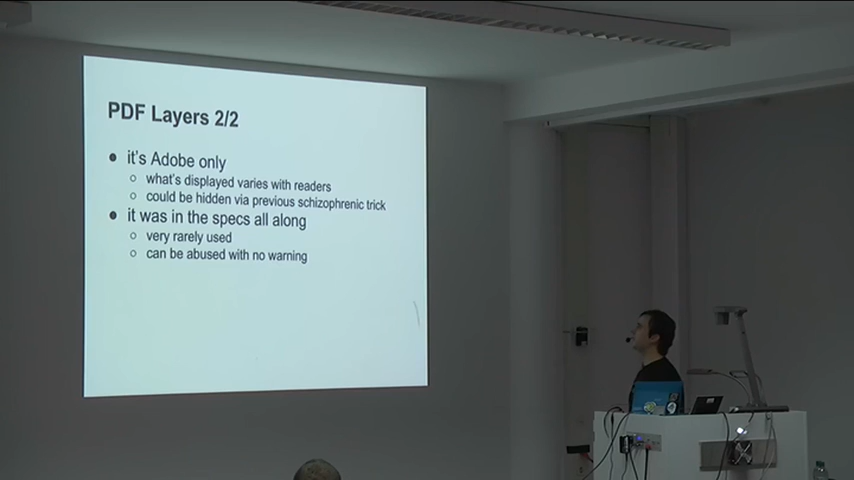 PDF Layers 2/2
● it's Adobe only
○ what's displayed varies with readers
○ could be hidden via previous schizophrenic trick
● it was in the specs all along
○ very rarely used
○ can be abused with no warning